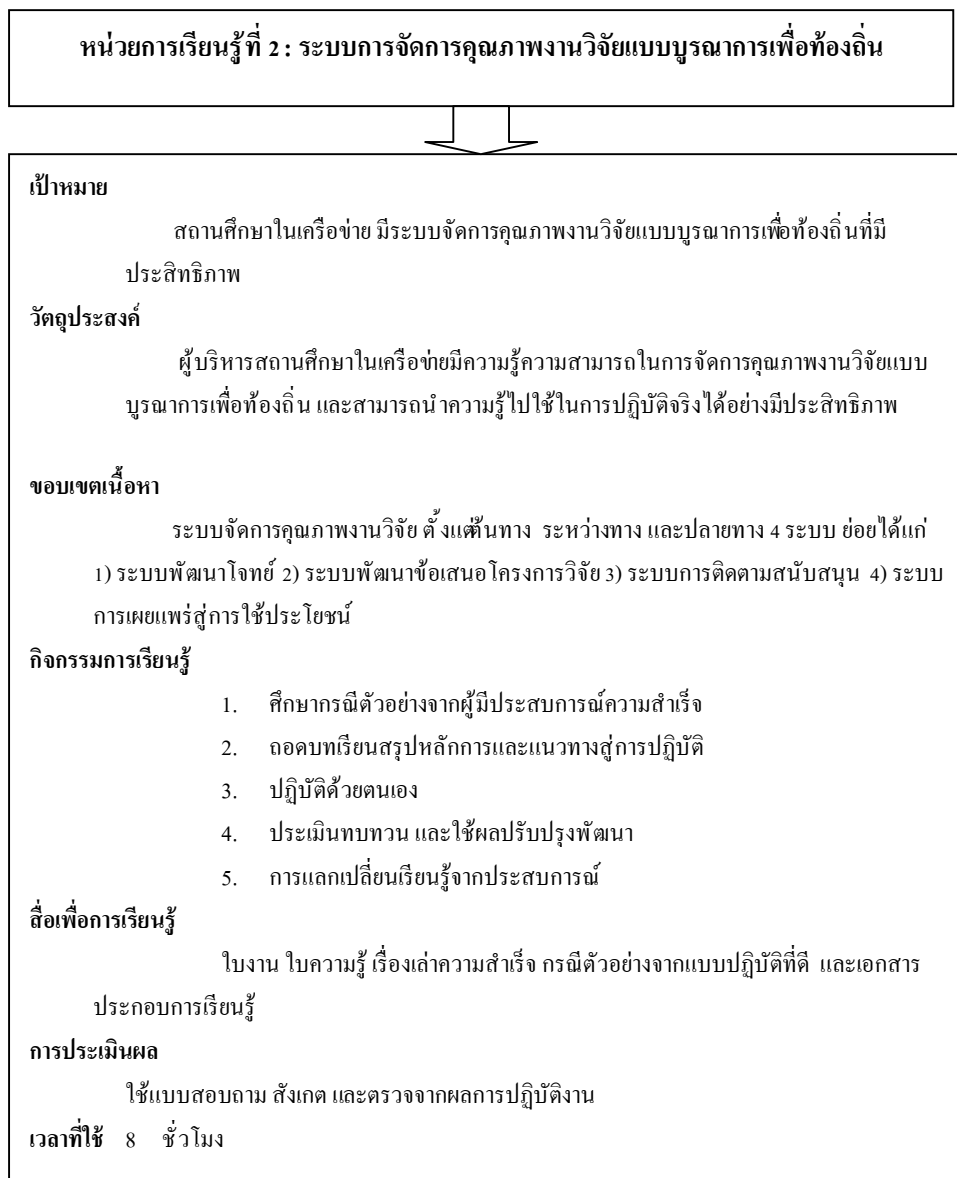 หน่วยการเรียนรู้ที่ 2 : ระบบการจัดการคุณภาพงานวิจัยแบบบูรณาการเพื่อท้องถิ่น
เป้าหมาย
สถานศึกษาในเครือข่าย มีระบบจัดการคุณภาพงานวิจัยแบบบูรณาการเพื่อท้องถิ่นที่มี
ประสิทธิภาพ
วัตถุประสงค์
ผู้บริหารสถานศึกษาในเครือข่ายมีความรู้ความสามารถในการจัดการคุณภาพงานวิจัยแบบ
บูรณาการเพื่อท้องถิ่น และสามารถนำความรู้ไปใช้ในการปฏิบัติจริงได้อย่างมีประสิทธิภาพ
ขอบเขตเนื้อหา
ระบบจัดการคุณภาพงานวิจัย ตั้งแต่ต้นทาง ระหว่างทาง และปลายทาง 4 ระบบ ย่อยได้แก่
1) ระบบพัฒนาโจทย์ 2) ระบบพัฒนาข้อเสนอโครงการวิจัย 3) ระบบการติดตามสนับสนุน 4) ระบบ
การเผยแพร่สู่การใช้ประโยชน์
กิจกรรมการเรียนรู้
1. ศึกษากรณีตัวอย่างจากผู้มีประสบการณ์ความสำเร็จ
2. ถอดบทเรียนสรุปหลักการและแนวทางสู่การปฏิบัติ
3. ปฏิบัติด้วยตนเอง
4. ประเมินทบทวน และใช้ผลปรับปรุงพัฒนา
5. การแลกเปลี่ยนเรียนรู้จากประสบการณ์
สื่อเพื่อการเรียนรู้
ใบงาน ใบความรู้ เรื่องเล่าความสำเร็จ กรณีตัวอย่างจากแบบปฏิบัติที่ดี และเอกสาร
ประกอบการเรียนรู้
การประเมินผล
ใช้แบบสอบถาม สังเกต และตรวจจากผลการปฏิบัติงาน
เวลาที่ใช้ 8 ชั่วโมง